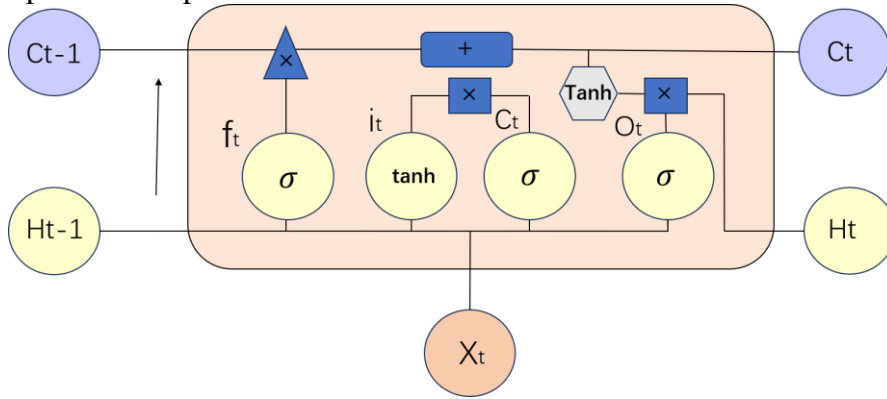 Ct-1
×
+
Ct
Tanh
×
×
ft
it
Ct
Ot
σ
tanh
σ
σ
Ht-1
Ht
Xt